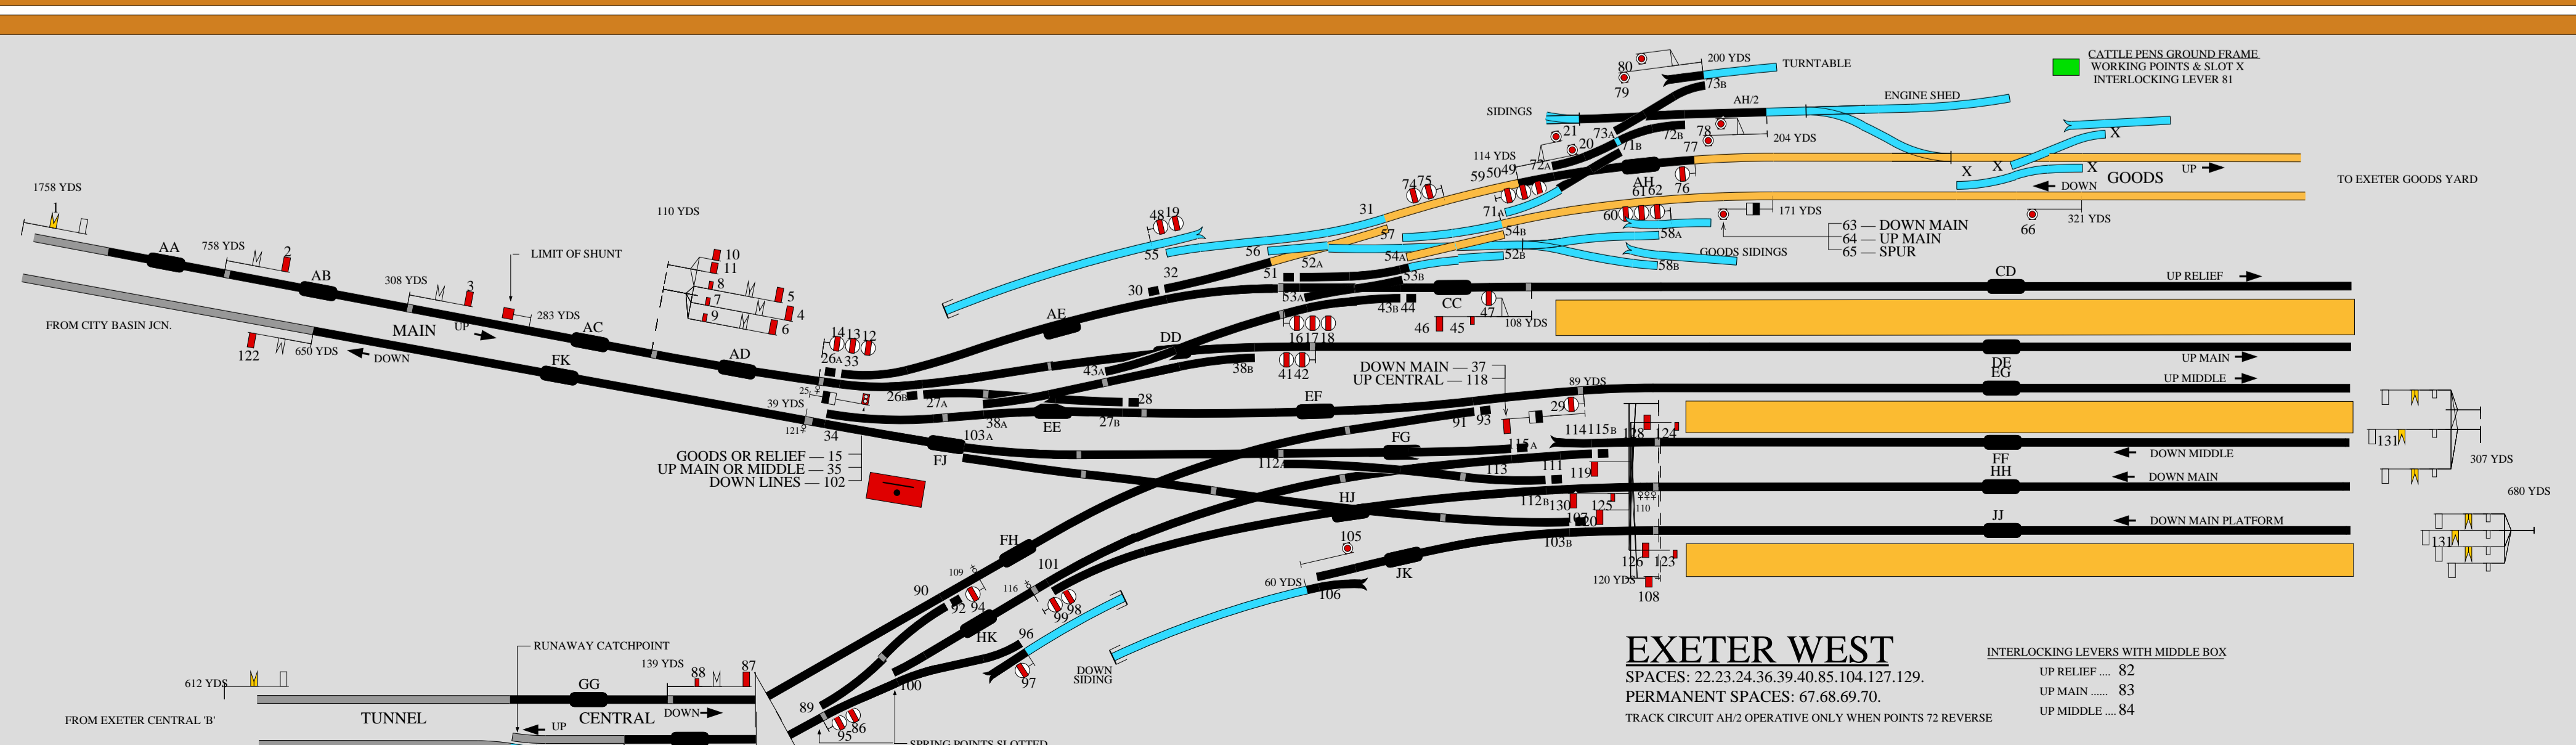 200 YDS
TURNTABLE
CATTLE PENS GROUND FRAME
WORKING POINTS & SLOT X
INTERLOCKING LEVER 81
80
79
73B
SIDINGS
AH/2
ENGINE SHED
21
20
73A
72B
78
204 YDS
71B
77
X
114 YDS
72A
595049
AH
X
X
X
GOODS
UP
DOWN
TO EXETER GOODS YARD
1758 YDS
1
110 YDS
7475
76
6162
31
71A
60
171 YDS
321 YDS
66
4819
63 — DOWN MAIN
64 — UP MAIN
65 — SPUR
57
54B
58A
GOODS SIDINGS
AA
758 YDS
2
LIMIT OF SHUNT
10
11
55
56
54A
52B
58B
AB
308 YDS
3
8
7
9
5
4
6
32
30
51
52A
53B
53A
CD
UP RELIEF
43B 44
CC
47
46
45
108 YDS
FROM CITY BASIN JCN.
MAIN
UP
283 YDS
AC
AE
161718
122
650 YDS
DOWN
FK
AD
14
13
12
26A
33
DD
43A
38B
4142
DOWN MAIN — 37
UP CENTRAL — 118
DE
UP MAIN
EG
UP MIDDLE
25
39 YDS
26B
27A
28
89 YDS
29
EF
121
34
38A
EE
27B
91
93
128
124
131
307 YDS
103A
FJ
FG
114
115B
115A
FF
DOWN MIDDLE
GOODS OR RELIEF — 15
UP MAIN OR MIDDLE — 35
DOWN LINES — 102
112A
113
111
119
HH
DOWN MAIN
680 YDS
HJ
112B
130
125
110
107
JJ
DOWN MAIN PLATFORM
131
FH
105
103B
109
116
101
60 YDS
JK
106
126
123
120 YDS
108
90
92
94
98
99
HK
96
97
DOWN
SIDING
RUNAWAY CATCHPOINT
139 YDS
88
87
612 YDS
GG
100
89
95
86
EXETER WEST
SPACES: 22.23.24.36.39.40.85.104.127.129.
PERMANENT SPACES: 67.68.69.70.
TRACK CIRCUIT AH/2 OPERATIVE ONLY WHEN POINTS 72 REVERSE
INTERLOCKING LEVERS WITH MIDDLE BOX
UP RELIEF .... 82
UP MAIN ...... 83
UP MIDDLE .... 84
FROM EXETER CENTRAL 'B'
TUNNEL
CENTRAL
DOWN
UP
SPRING POINTS SLOTTED